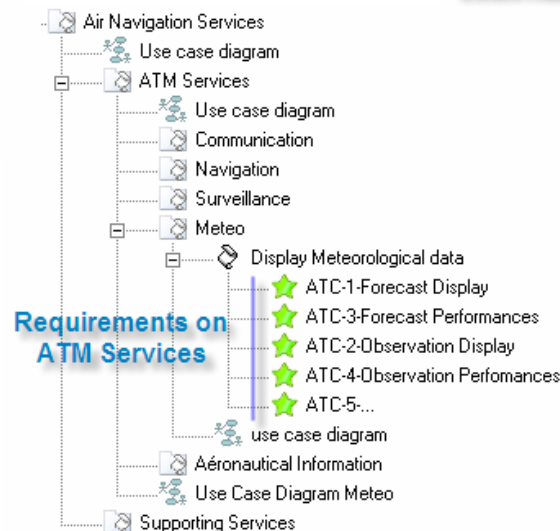 Air Navigation Services
Use case diagram
ATM Services
Use case diagram
Communication
Navigation
Surveillance
Meteo
Display Meteorological data
ATC-1-Forecast Display
ATC-3-Forecast Performances
ATC-2-Observation Display
ATC-4-Observation Perfomances
ATC-5-...
Requirements on
ATM Services
use case diagram
Aéronautical Information
Use Case Diagram Meteo
Supporting Services